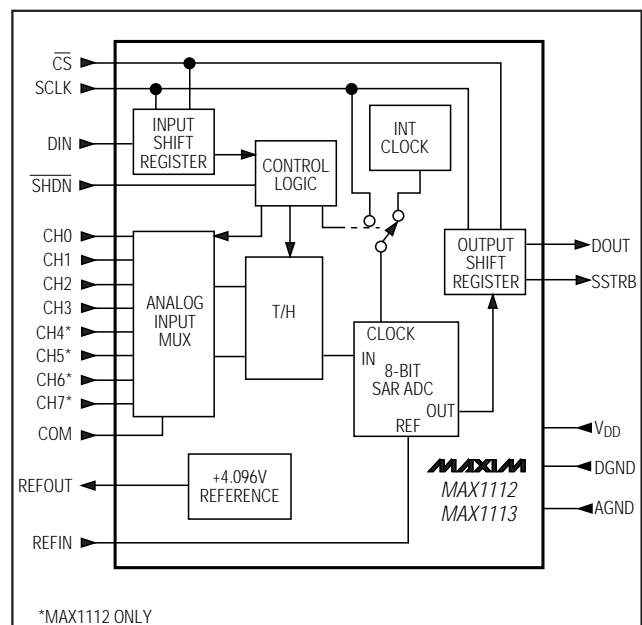 CS
SCLK
DIN
SHDN
CH0
CH1
CH2
CH3
CH4*
CH5*
CH6*
CH7*
COM
REFOUT
REFIN
INPUT
SHIFT
REGISTER
CONTROL
LOGIC
INT
CLOCK
ANALOG
INPUT
MUX
T/H
CLOCK
IN
8-BIT
SAR ADC
OUT
REF
OUTPUT
SHIFT
REGISTER
+4.096V
REFERENCE
MAXIM
MAX1112
MAX1113
DOUT
SSTRB
VDD
DGND
AGND
*MAX1112 ONLY